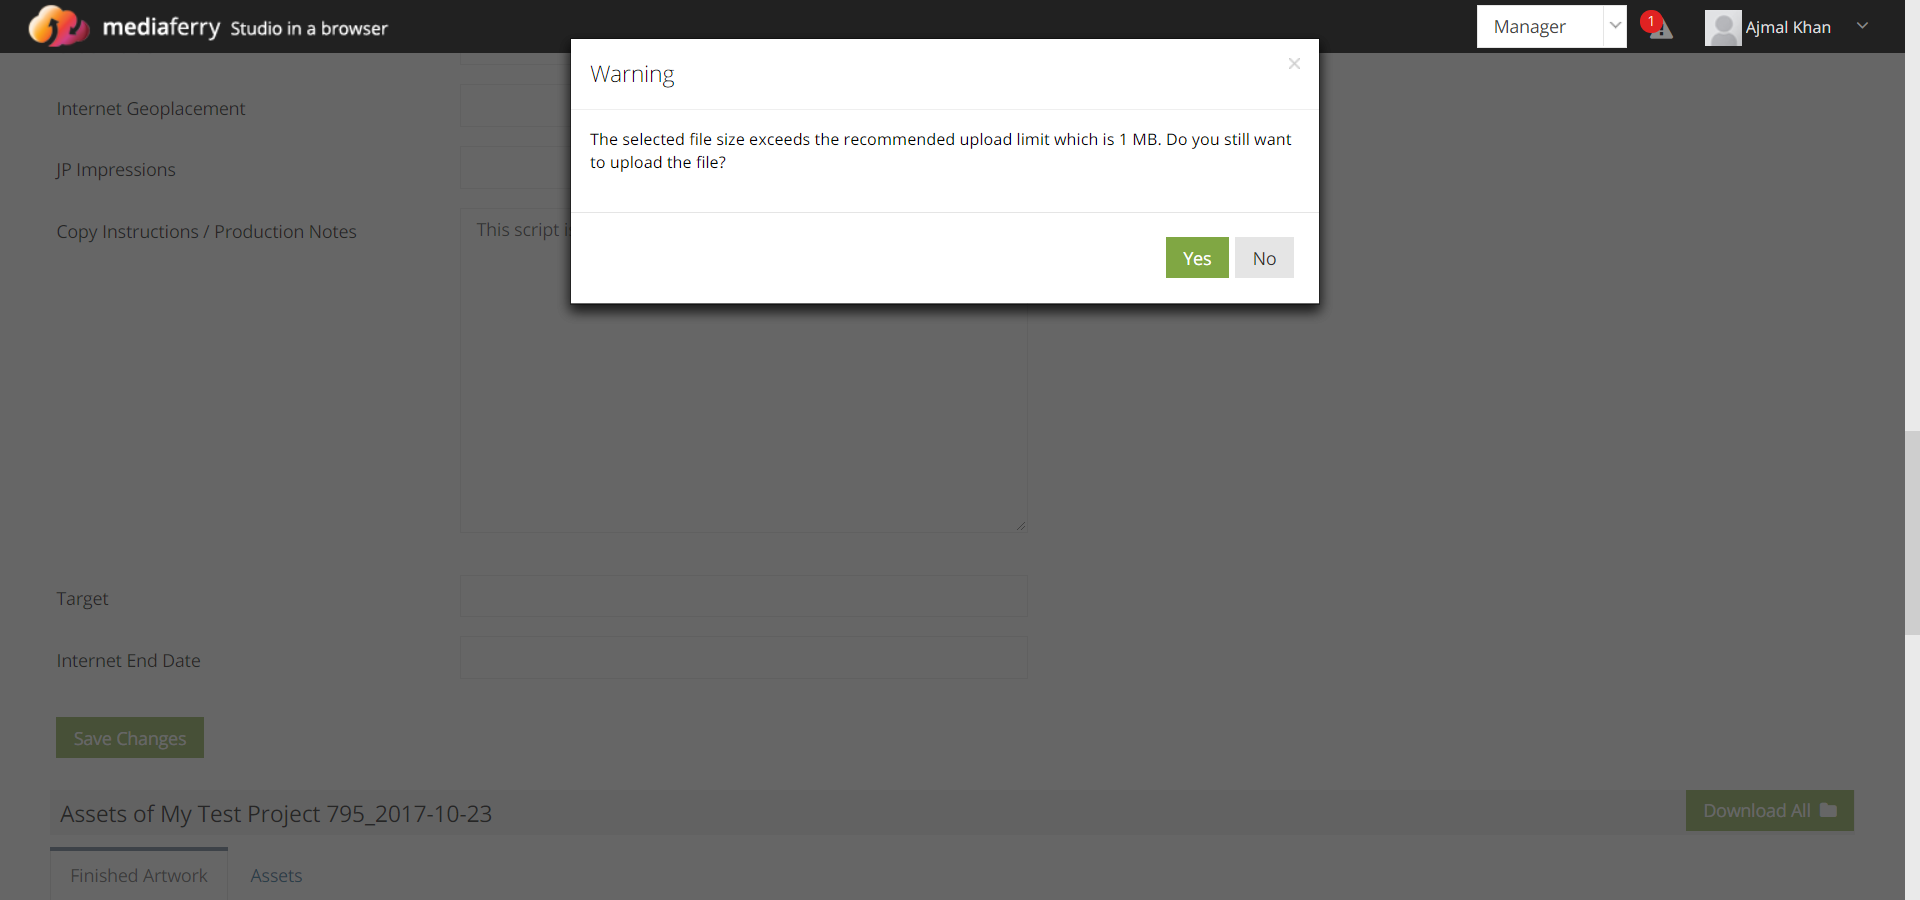 mediaferry Studio in a browser
Manager
1
Ajmal Khan
Warning
×
The selected file size exceeds the recommended upload limit which is 1 MB. Do you still want
to upload the file?
Yes No
Internet Geoplacement
JP Impressions
Copy Instructions / Production Notes
This script
Target
Internet End Date
Save Changes
Assets of My Test Project 795_2017-10-23
Download All
Finished Artwork Assets